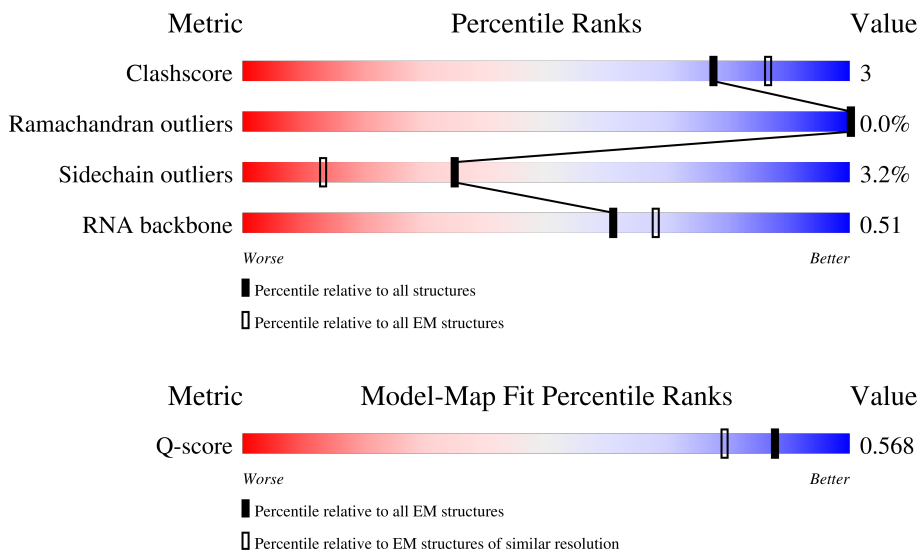 Metric Percentile Ranks Value
Clashscore 3
Ramachandran outliers 0.0%
Sidechain outliers 3.2%
RNA backbone 0.51
Worse Better
Percentile relative to all structures
Percentile relative to all EM structures
Metric Model-Map Fit Percentile Ranks Value
Q-score 0.568
Worse Better
Percentile relative to all EM structures
Percentile relative to EM structures of similar resolution